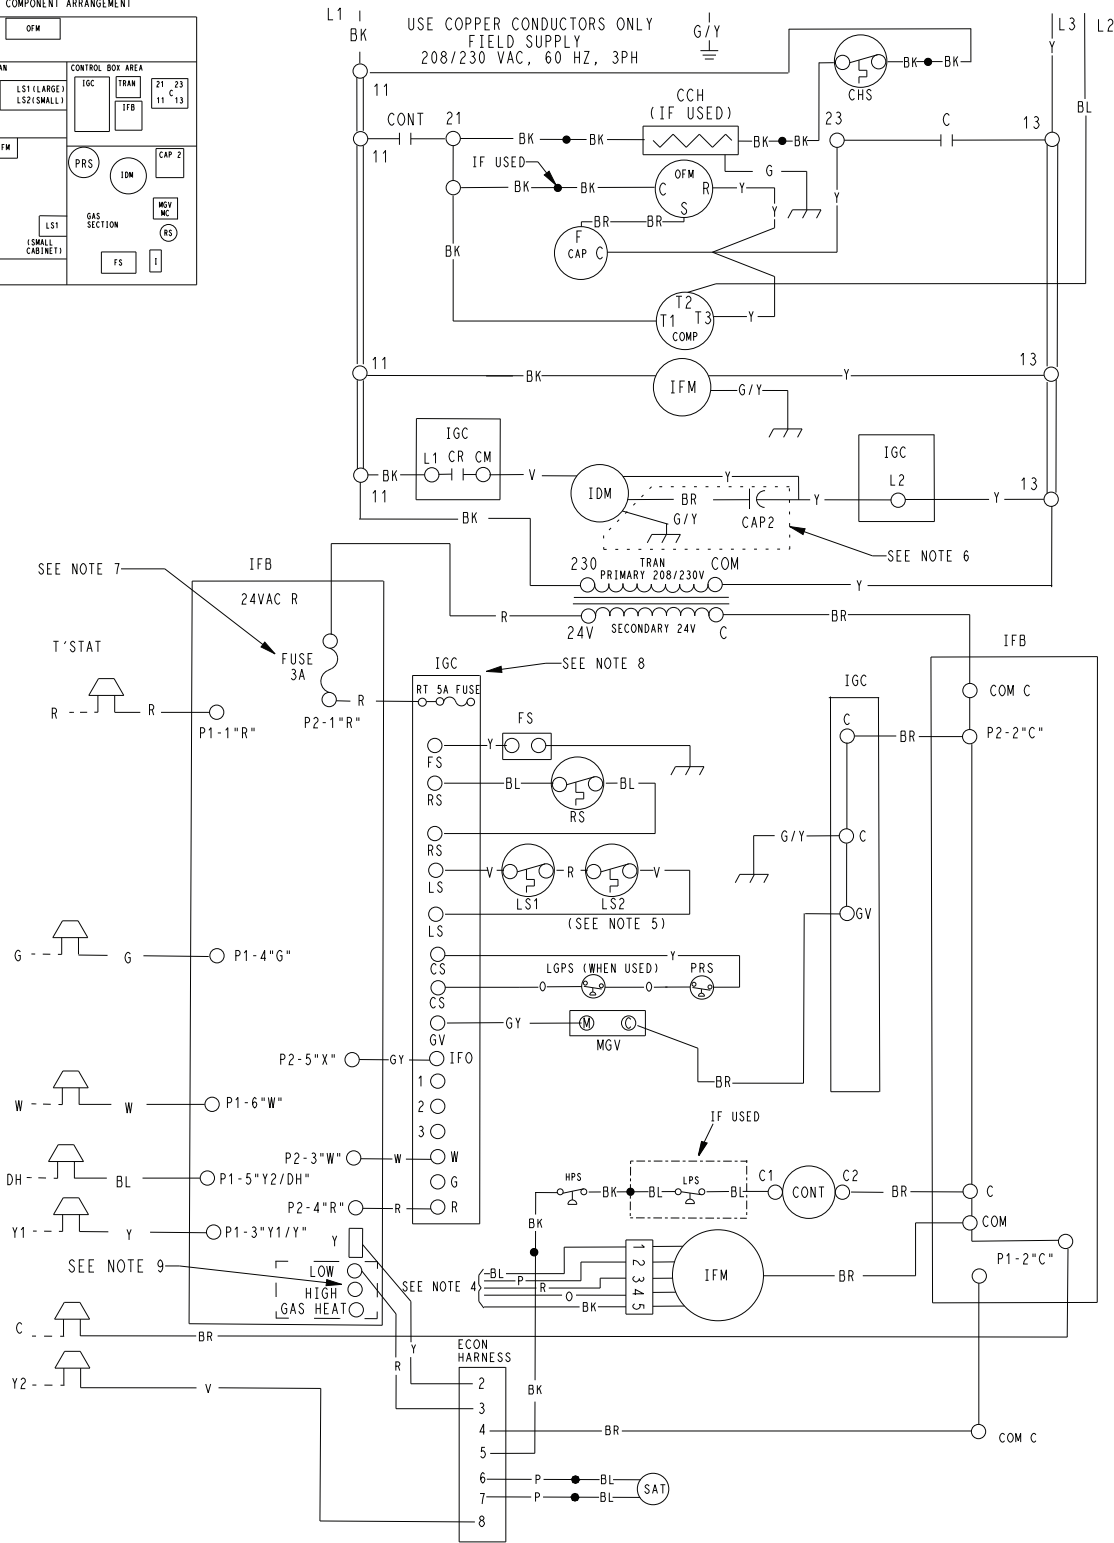 COMPONENT ARRANGEMENT
OFM
AN
LS1(LARGE)
LS2(SMALL)
FM
LS1
(SMALL
CABINET)
CONTROL BOX AREA
IGC
TRAN
IFB
21 23
C
11 13
PRS
IDM
CAP 2
GAS
SECTION
MGV
MC
RS
FS
I
L1
BK
USE COPPER CONDUCTORS ONLY
FIELD SUPPLY
208/230 VAC, 60 HZ, 3PH
G/Y
L3
L2
Y
BL
CHS
BK
BK
11
CONT
21
BK
BK
CCH
(IF USED)
BK
BK
23
C
13
11
IF USED
BK
BK
C
OFM
R
S
Y
G
Y
Y
BR
BR
F
CAP C
BK
T2
T1
T3
COMP
Y
11
BK
IFM
G/Y
Y
13
IGC
L1 CR CM
BK
11
V
IDM
Y
BR
G/Y
CAP2
Y
IGC
L2
Y
13
BK
SEE NOTE 6
230
TRAN
COM
PRIMARY 208/230V
Y
24V
SECONDARY 24V
C
R
BR
SEE NOTE 7
IFB
24VAC R
FUSE
3A
T'STAT
R
R
P1-1"R"
P2-1"R"
R
IGC
SEE NOTE 8
RT 5A FUSE
IGC
IFB
COM C
C
BR
P2-2"C"
FS
Y
FS
RS
BL
BL
RS
RS
G/Y
C
LS
V
LS1
R
LS2
V
(SEE NOTE 5)
LS
GV
G
G
P1-4"G"
CS
Y
LGPS (WHEN USED)
PRS
O
O
CS
GV
GY
M
C
MGV
BR
P2-5"X"
GY
IFO
1
2
3
W
W
P1-6"W"
P2-3"W"
W
W
G
DH
BL
P1-5"Y2/DH"
P2-4"R"
R
R
Y1
Y
P1-3"Y1/Y"
IF USED
HPS
BK
BL
LPS
BL
C1
CONT
C2
BR
C
COM
BK
P1-2"C"
Y
SEE NOTE 9
LOW
HIGH
GAS HEAT
SEE NOTE 4
BL
P
R
O
BK
1
2
3
4
5
IFM
BR
C
BR
Y
R
ECON
HARNESS
Y2
V
BK
2
3
4
BR
COM C
5
6
P
BL
7
P
BL
SAT
8